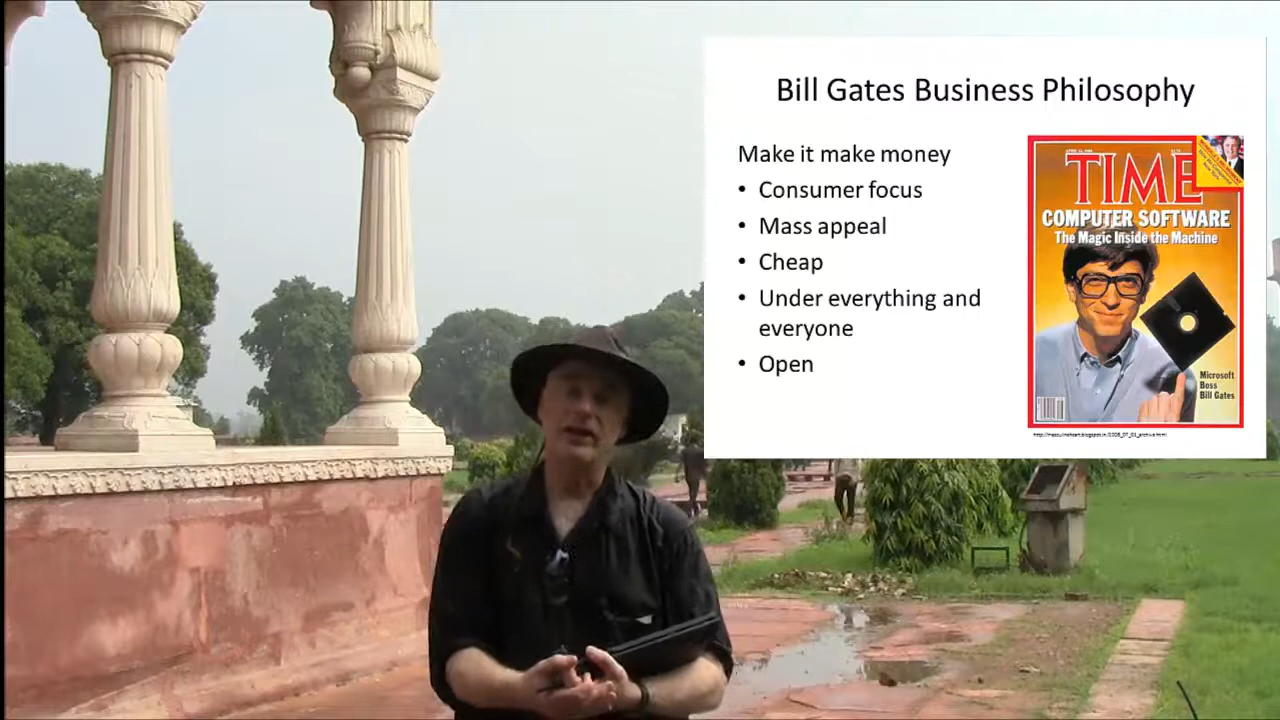 Bill Gates Business Philosophy
Make it make money
• Consumer focus
• Mass appeal
• Cheap
• Under everything and
everyone
• Open
TIME
COMPUTER SOFTWARE
The Magic Inside the Machine
Microsoft
Boss
Bill Gates